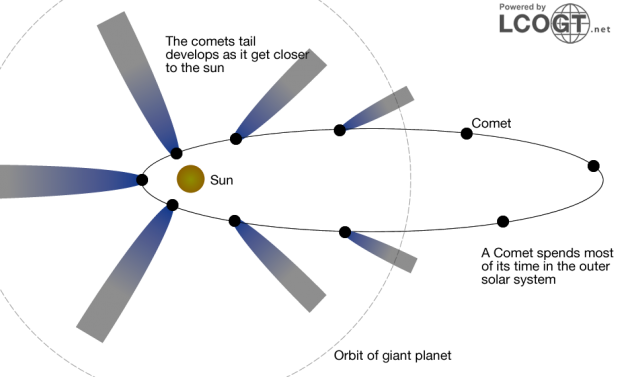 Powered by
LCOGT.net
The comets tail
develops as it get closer
to the sun
Comet
Sun
A Comet spends most
of its time in the outer
solar system
Orbit of giant planet